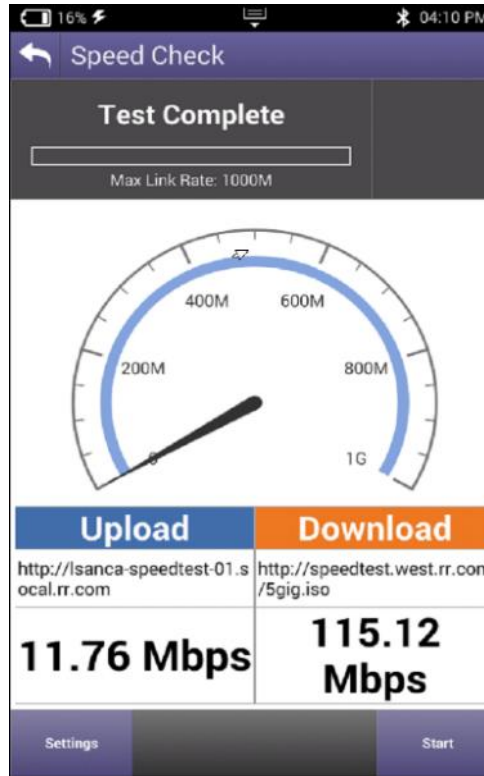 16% 04:10 PM
Speed Check
Test Complete
Max Link Rate: 1000M
400M 600M
200M 800M
0 1G
Upload Download
http://lsanca-speedtest-01.s
ocal.rr.com
http://speedtest.west.rr.com
/5gig.iso
11.76 Mbps
115.12
Mbps
Settings Start